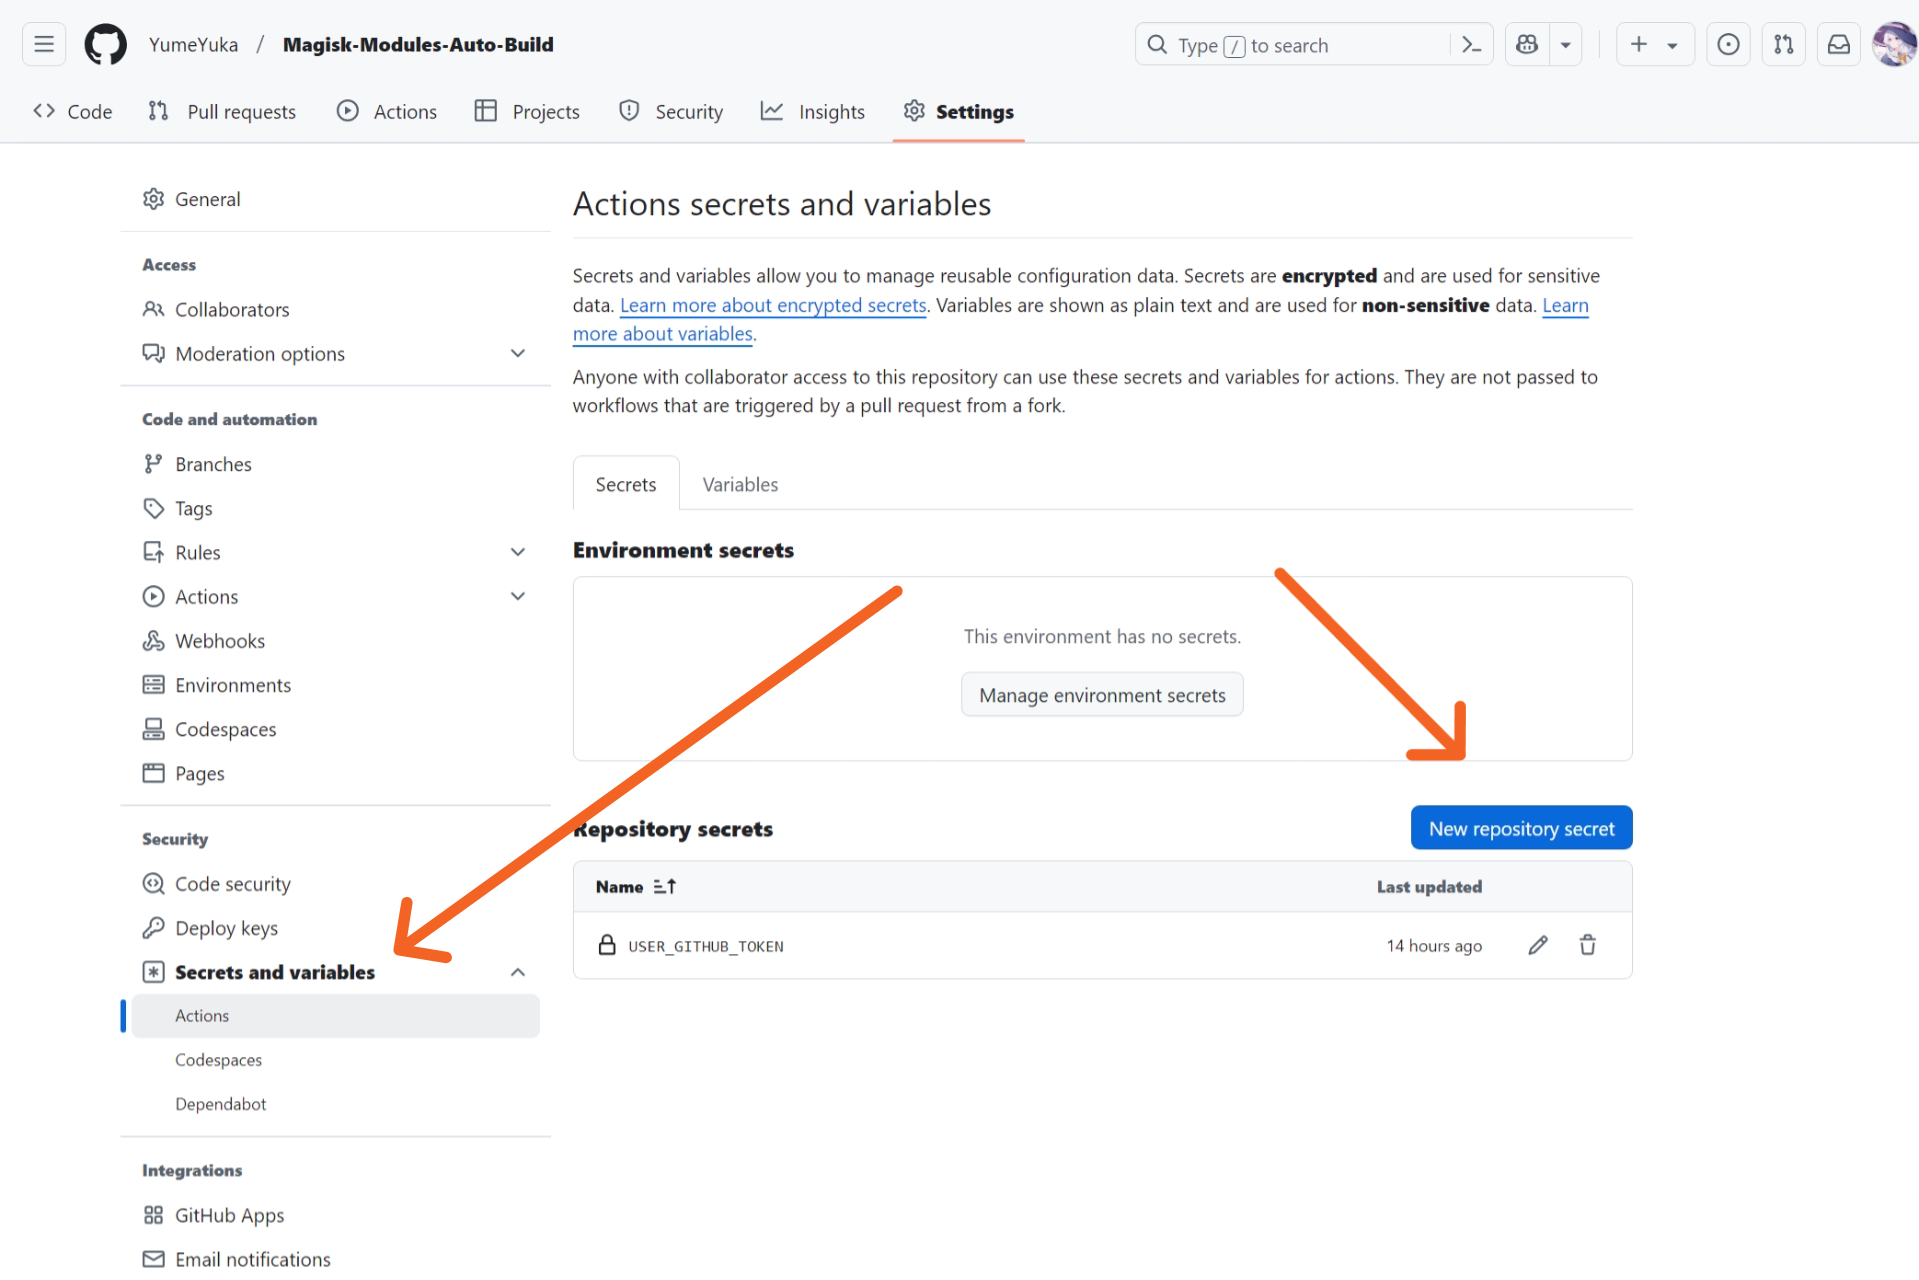 YumeYuka / Magisk-Modules-Auto-Build
Type / to search
Code
Pull requests
Actions
Projects
Security
Insights
Settings
General
Access
Collaborators
Moderation options
Code and automation
Branches
Tags
Rules
Actions
Webhooks
Environments
Codespaces
Pages
Security
Code security
Deploy keys
Secrets and variables
Actions
Codespaces
Dependabot
Integrations
GitHub Apps
Email notifications
Actions secrets and variables
Secrets and variables allow you to manage reusable configuration data. Secrets are encrypted and are used for sensitive
data. Learn more about encrypted secrets. Variables are shown as plain text and are used for non-sensitive data. Learn
more about variables.
Anyone with collaborator access to this repository can use these secrets and variables for actions. They are not passed to
workflows that are triggered by a pull request from a fork.
Secrets
Variables
Environment secrets
This environment has no secrets.
Manage environment secrets
Repository secrets
New repository secret
Name
Last updated
USER_GITHUB_TOKEN
14 hours ago